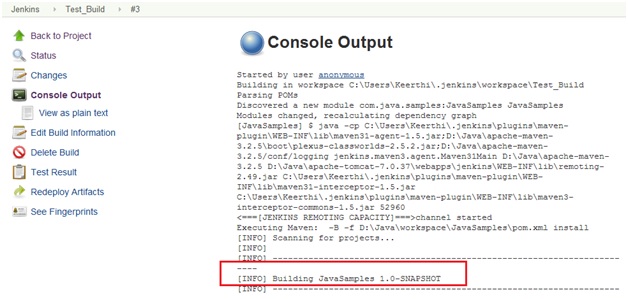 Jenkins Test_Build #3
Back to Project
Status
Changes
Console Output
View as plain text
Edit Build Information
Delete Build
Test Result
Redeploy Artifacts
See Fingerprints
Console Output
Started by user anonymous
Building in workspace C:\Users\Keerthi\.jenkins\workspace\Test_Build
Parsing POMs
Discovered a new module com.java.samples:JavaSamples JavaSamples
Modules changed, recalculating dependency graph
[JavaSamples] $ java -cp C:\Users\Keerthi\.jenkins\plugins\maven-
plugin\WEB-INF\lib\maven31-agent-1.5.jar;D:\Java\apache-maven-
3.2.5\boot\plexus-classworlds-2.5.2.jar;D:\Java\apache-maven-
3.2.5/conf/logging jenkins.maven3.agent.Maven31Main D:\Java\apache-maven-
3.2.5 D:\Java\apache-tomcat-7.0.37\webapps\jenkins\WEB-INF\lib\remoting-
2.49.jar C:\Users\Keerthi\.jenkins\plugins\maven-plugin\WEB-
INF\lib\maven31-interceptor-1.5.jar
C:\Users\Keerthi\.jenkins\plugins\maven-plugin\WEB-INF\lib\maven3-
interceptor-commons-1.5.jar 52960
<===[JENKINS REMOTING CAPACITY]===>channel started
Executing Maven:  -B -f D:\Java\workspace\JavaSamples\pom.xml install
[INFO] Scanning for projects...
[INFO]
[INFO] --------------------------------------------------------------------
----
[INFO] Building JavaSamples 1.0-SNAPSHOT
[INFO] --------------------------------------------------------------------